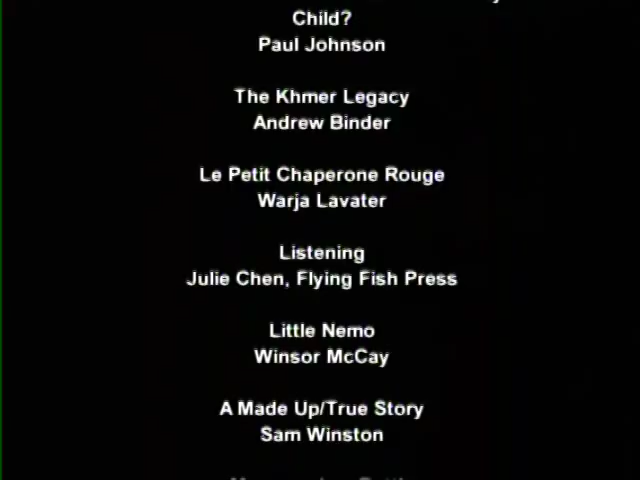 Child?
Paul Johnson
The Khmer Legacy
Andrew Binder
Le Petit Chaperone Rouge
Warja Lavater
Listening
Julie Chen, Flying Fish Press
Little Nemo
Winsor McCay
A Made Up/True Story
Sam Winston